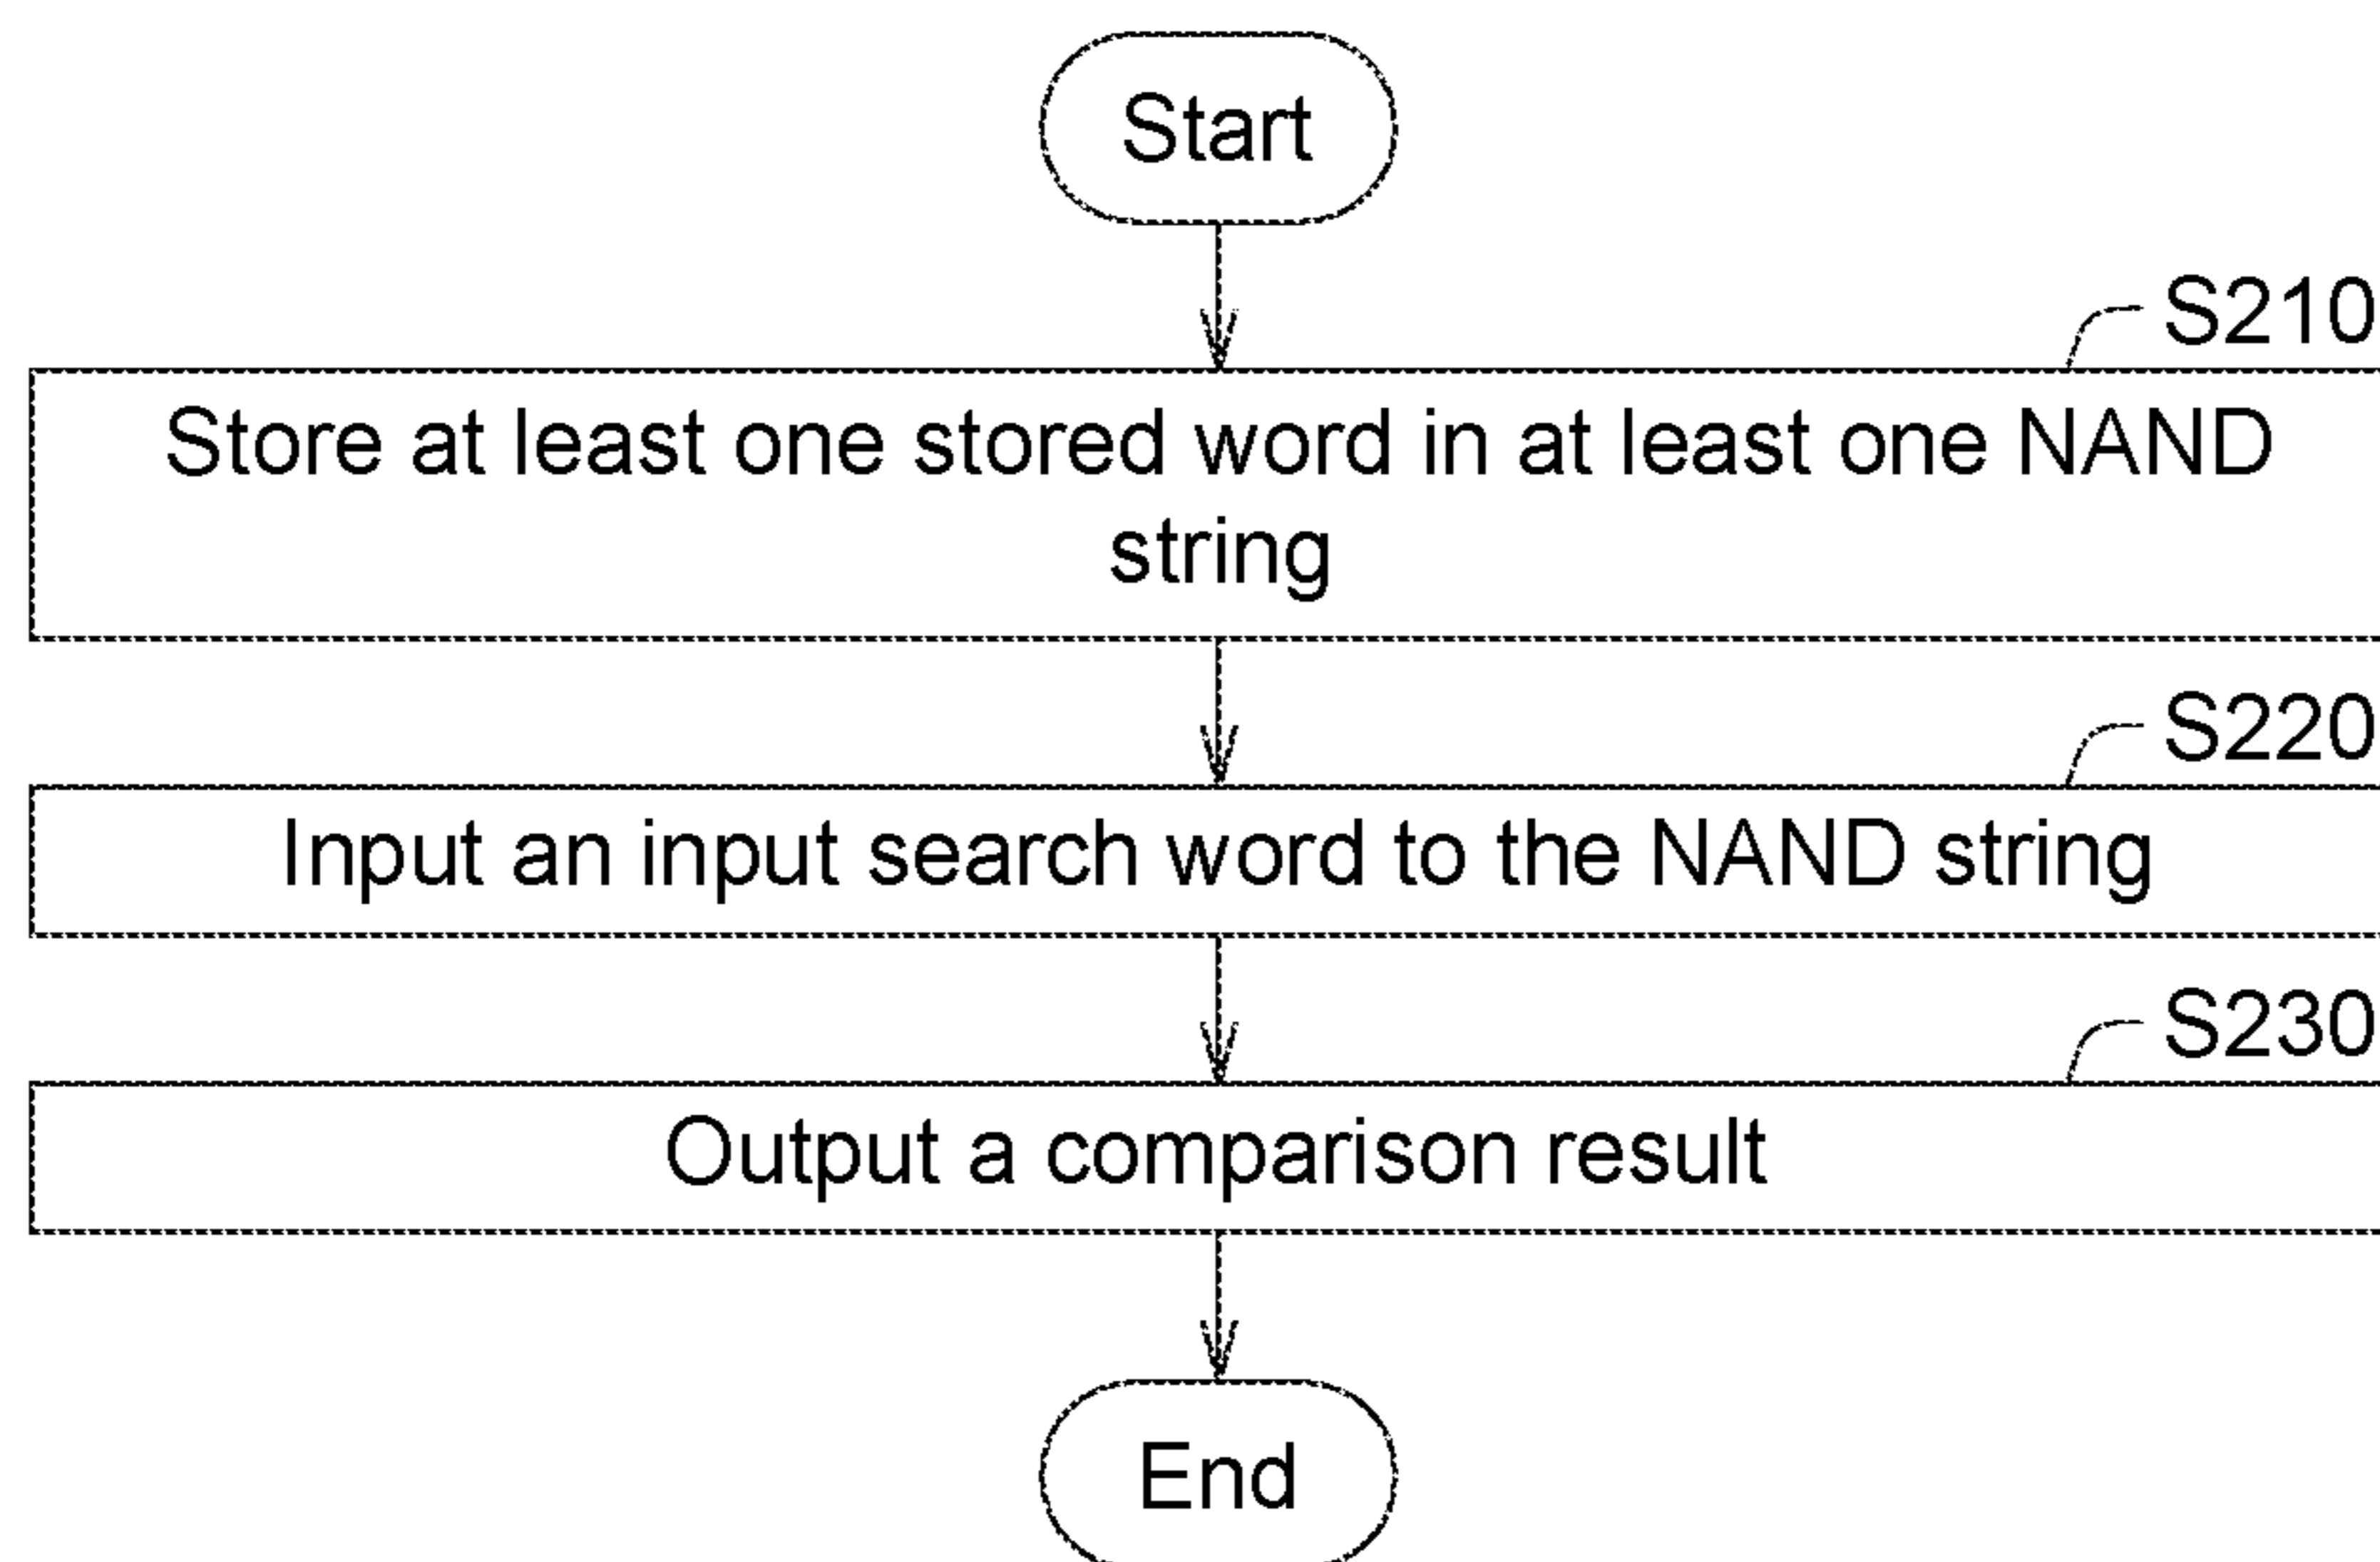 Start
S210
Store at least one stored word in at least one NAND
string
S220
Input an input search word to the NAND string
S230
Output a comparison result
End